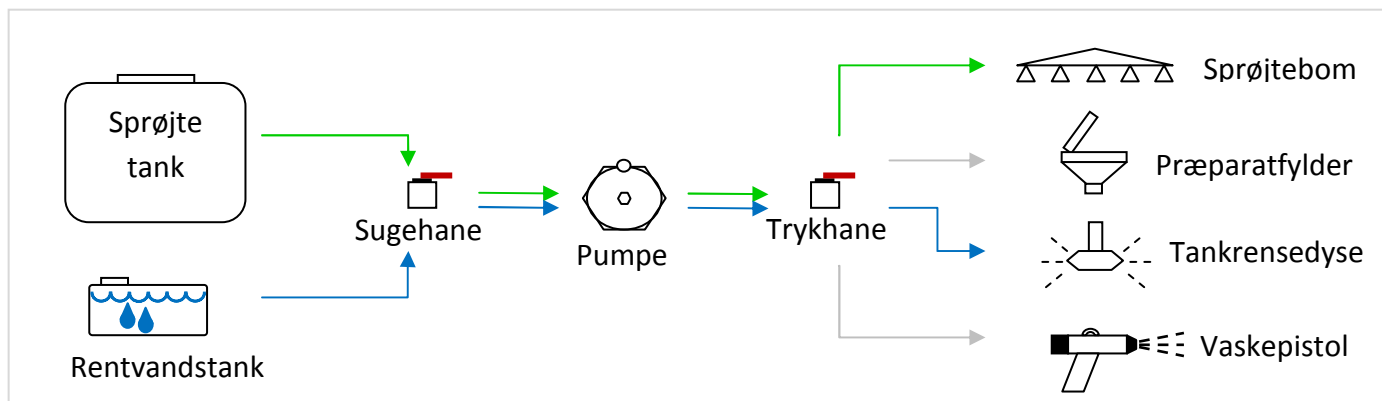 Sprøjte
tank
Rentvandstank
Sugehane
Pumpe
Trykhane
Sprøjtebom
Præparatfylder
Tankrensedyse
Vaskepistol